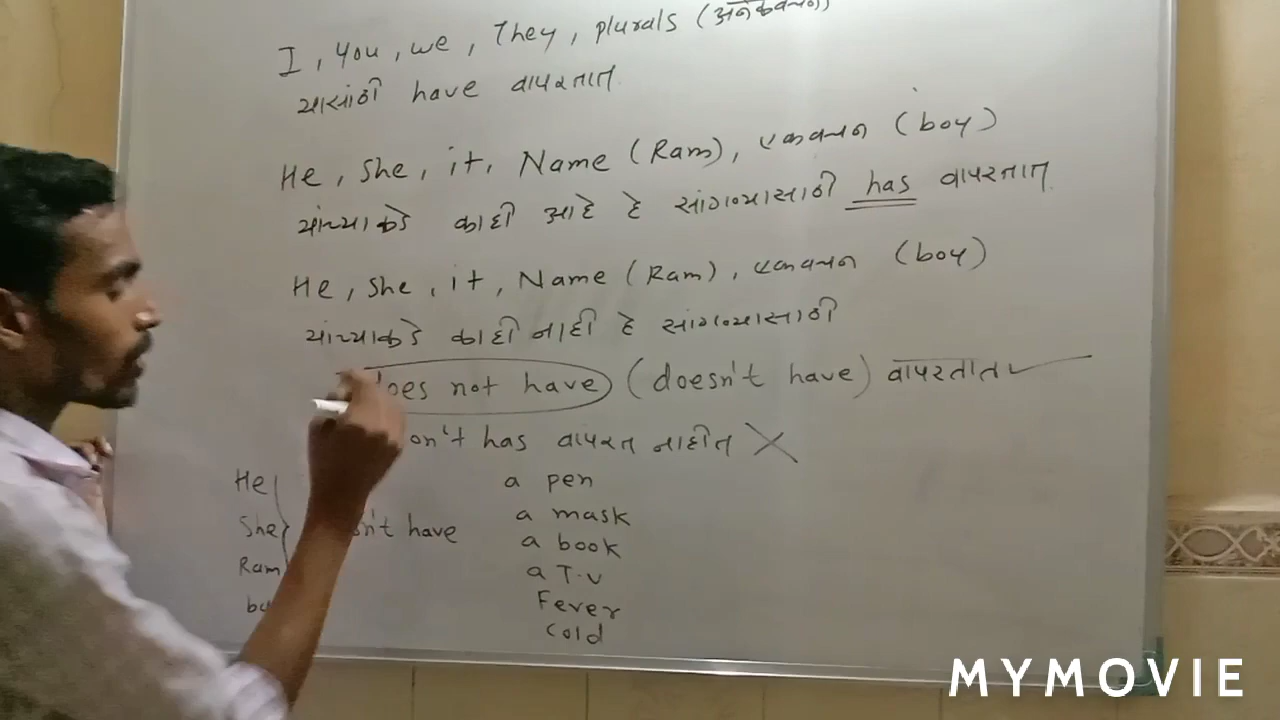 I, you, we, They, plurals (अनेकवचन)
यासाठी have वापरतात
He, She, it, Name (Ram), एकवचन (boy)
यांच्याकडे काही आहे हे सांगण्यासाठी has वापरतात
He, She, it, Name (Ram), एकवचन (boy)
यांच्याकडे काही नाही हे सांगण्यासाठी
does not have (doesn't have) वापरतात ✓
on't has वापरत नाहीत ✗
He a pen
She n't have a mask
a book
Ram a T.V
Fever
cold
MYMOVIE